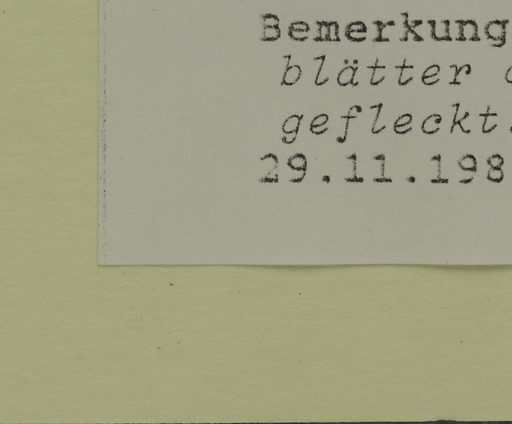 Bemerkung
blätter
gefleckt.
29.11.198